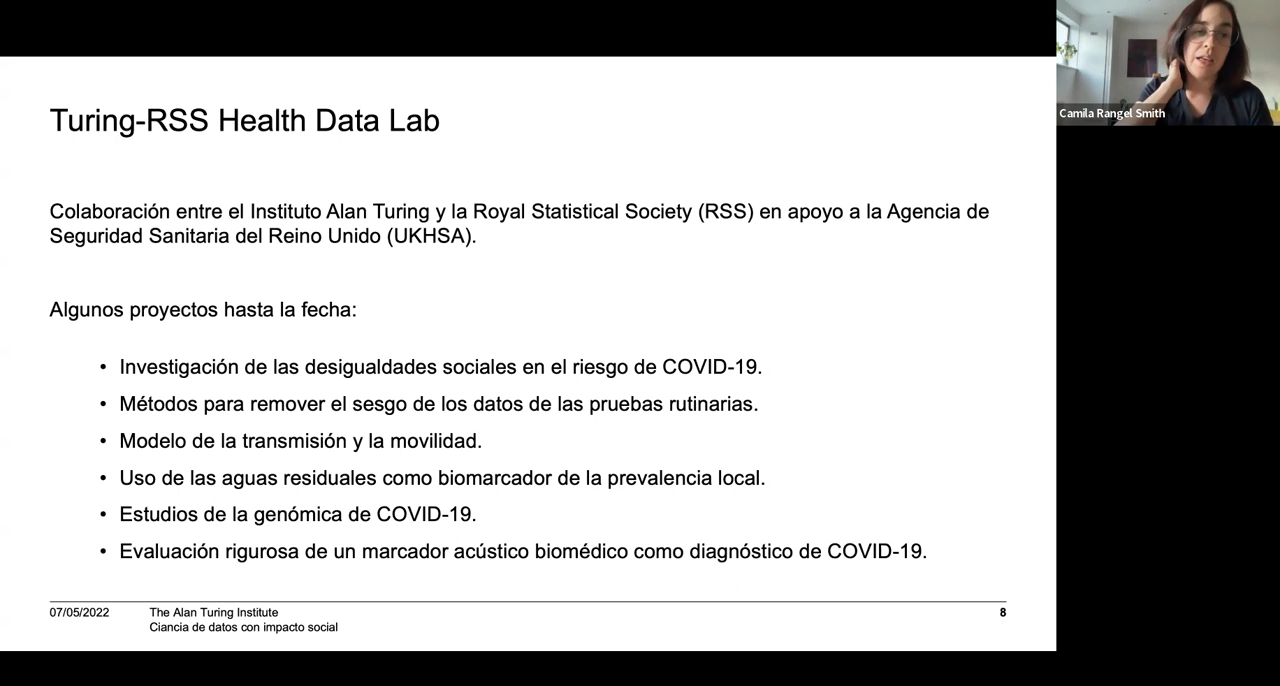 Turing-RSS Health Data Lab
Camila Rangel Smith
Colaboración entre el Instituto Alan Turing y la Royal Statistical Society (RSS) en apoyo a la Agencia de
Seguridad Sanitaria del Reino Unido (UKHSA).
Algunos proyectos hasta la fecha:
• Investigación de las desigualdades sociales en el riesgo de COVID-19.
• Métodos para remover el sesgo de los datos de las pruebas rutinarias.
• Modelo de la transmisión y la movilidad.
• Uso de las aguas residuales como biomarcador de la prevalencia local.
• Estudios de la genómica de COVID-19.
• Evaluación rigurosa de un marcador acústico biomédico como diagnóstico de COVID-19.
07/05/2022 The Alan Turing Institute 8
Ciancia de datos con impacto social